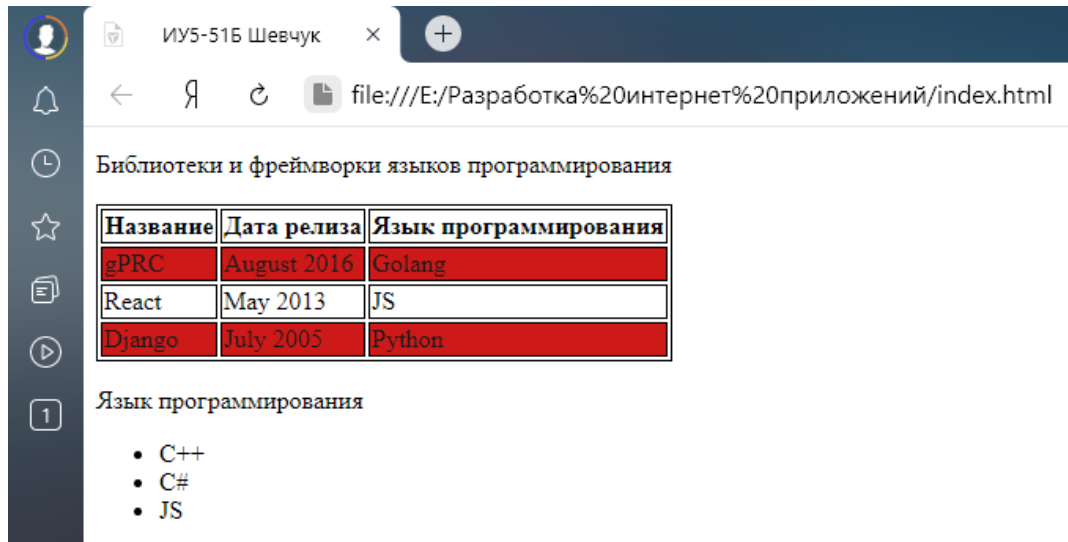 ИУ5-51Б Шевчук
Я file:///E:/Разработка%20интернет%20приложений/index.html
Библиотеки и фреймворки языков программирования
Название Дата релиза Язык программирования
gPRC August 2016 Golang
React May 2013 JS
Django July 2005 Python
1
Язык программирования
C++
C#
JS